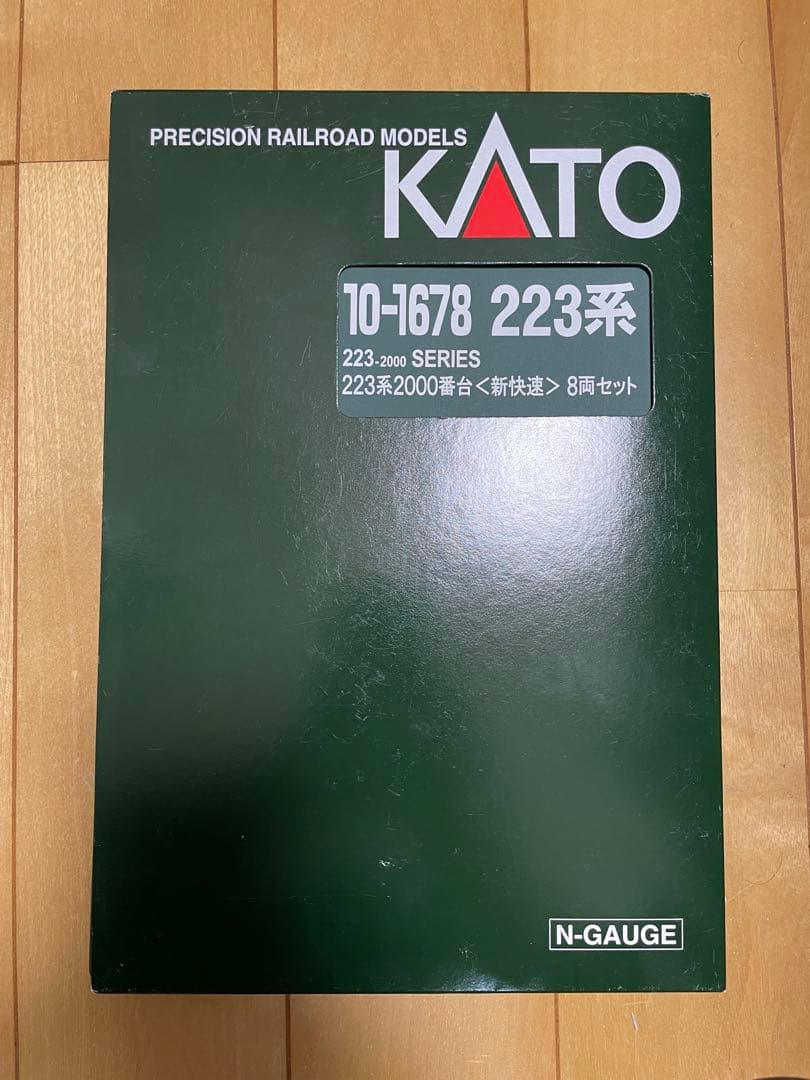 PRECISION RAILROAD MODELS
KATO
10-1678 223系
223-2000 SERIES
223系2000番台<新快速> 8両セット
N-GAUGE